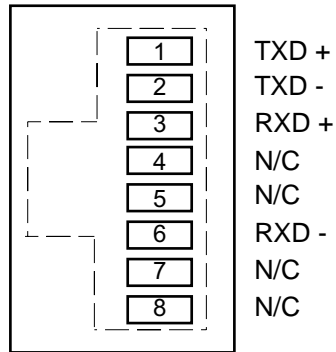 1 TXD +
2 TXD -
3 RXD +
4 N/C
5 N/C
6 RXD -
7 N/C
8 N/C